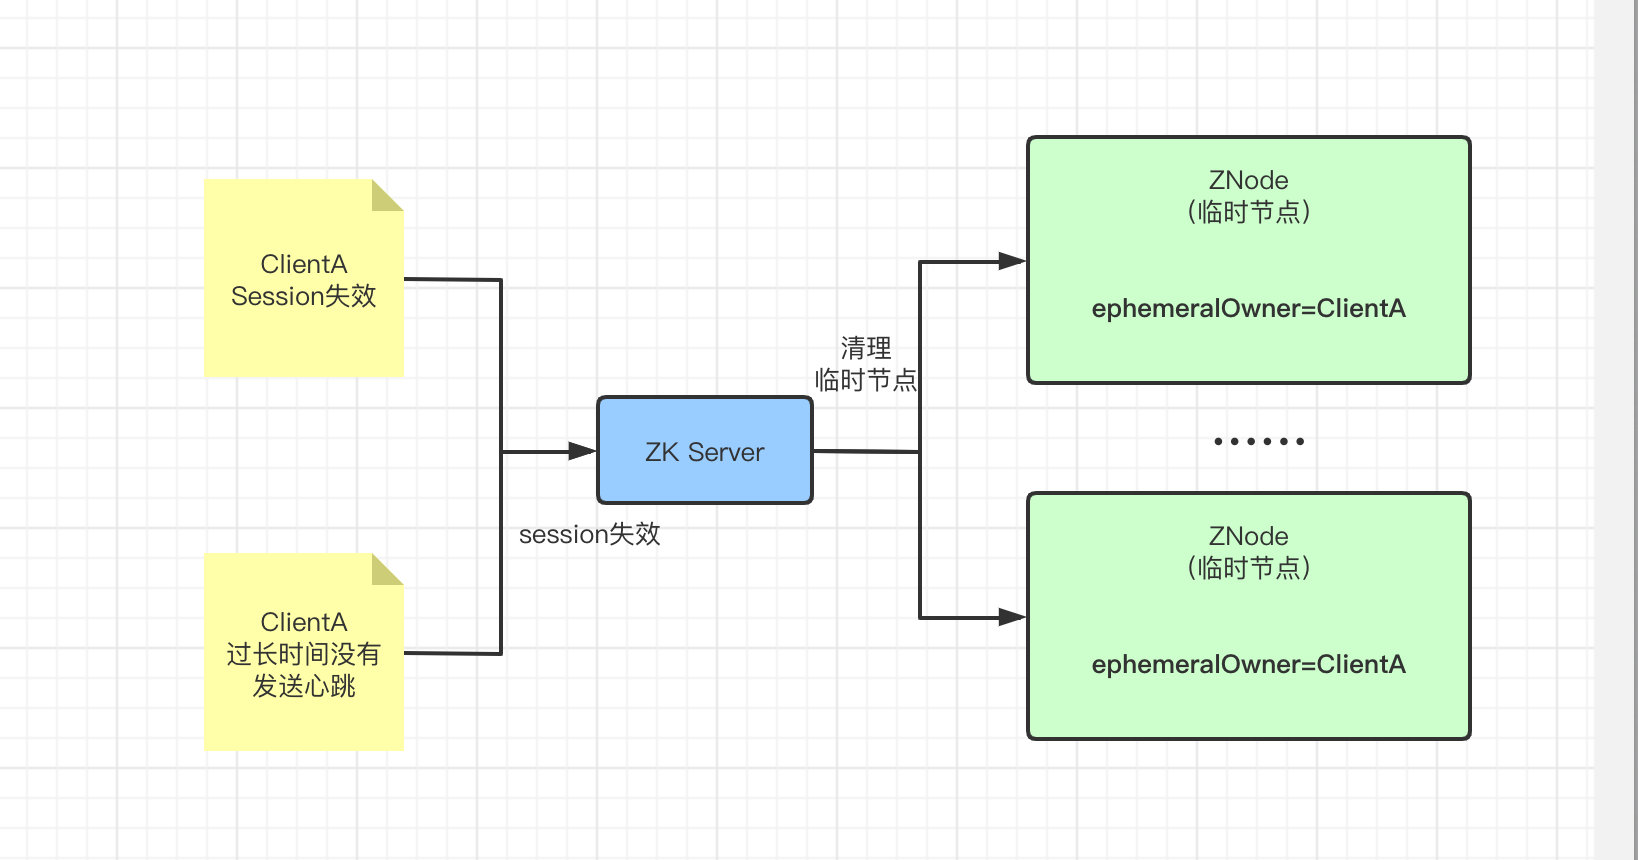 ClientA
Session失效
ClientA
过长时间没有
发送心跳
session失效
ZK Server
清理
临时节点
ZNode
（临时节点）
ephemeralOwner=ClientA
......
ZNode
（临时节点）
ephemeralOwner=ClientA